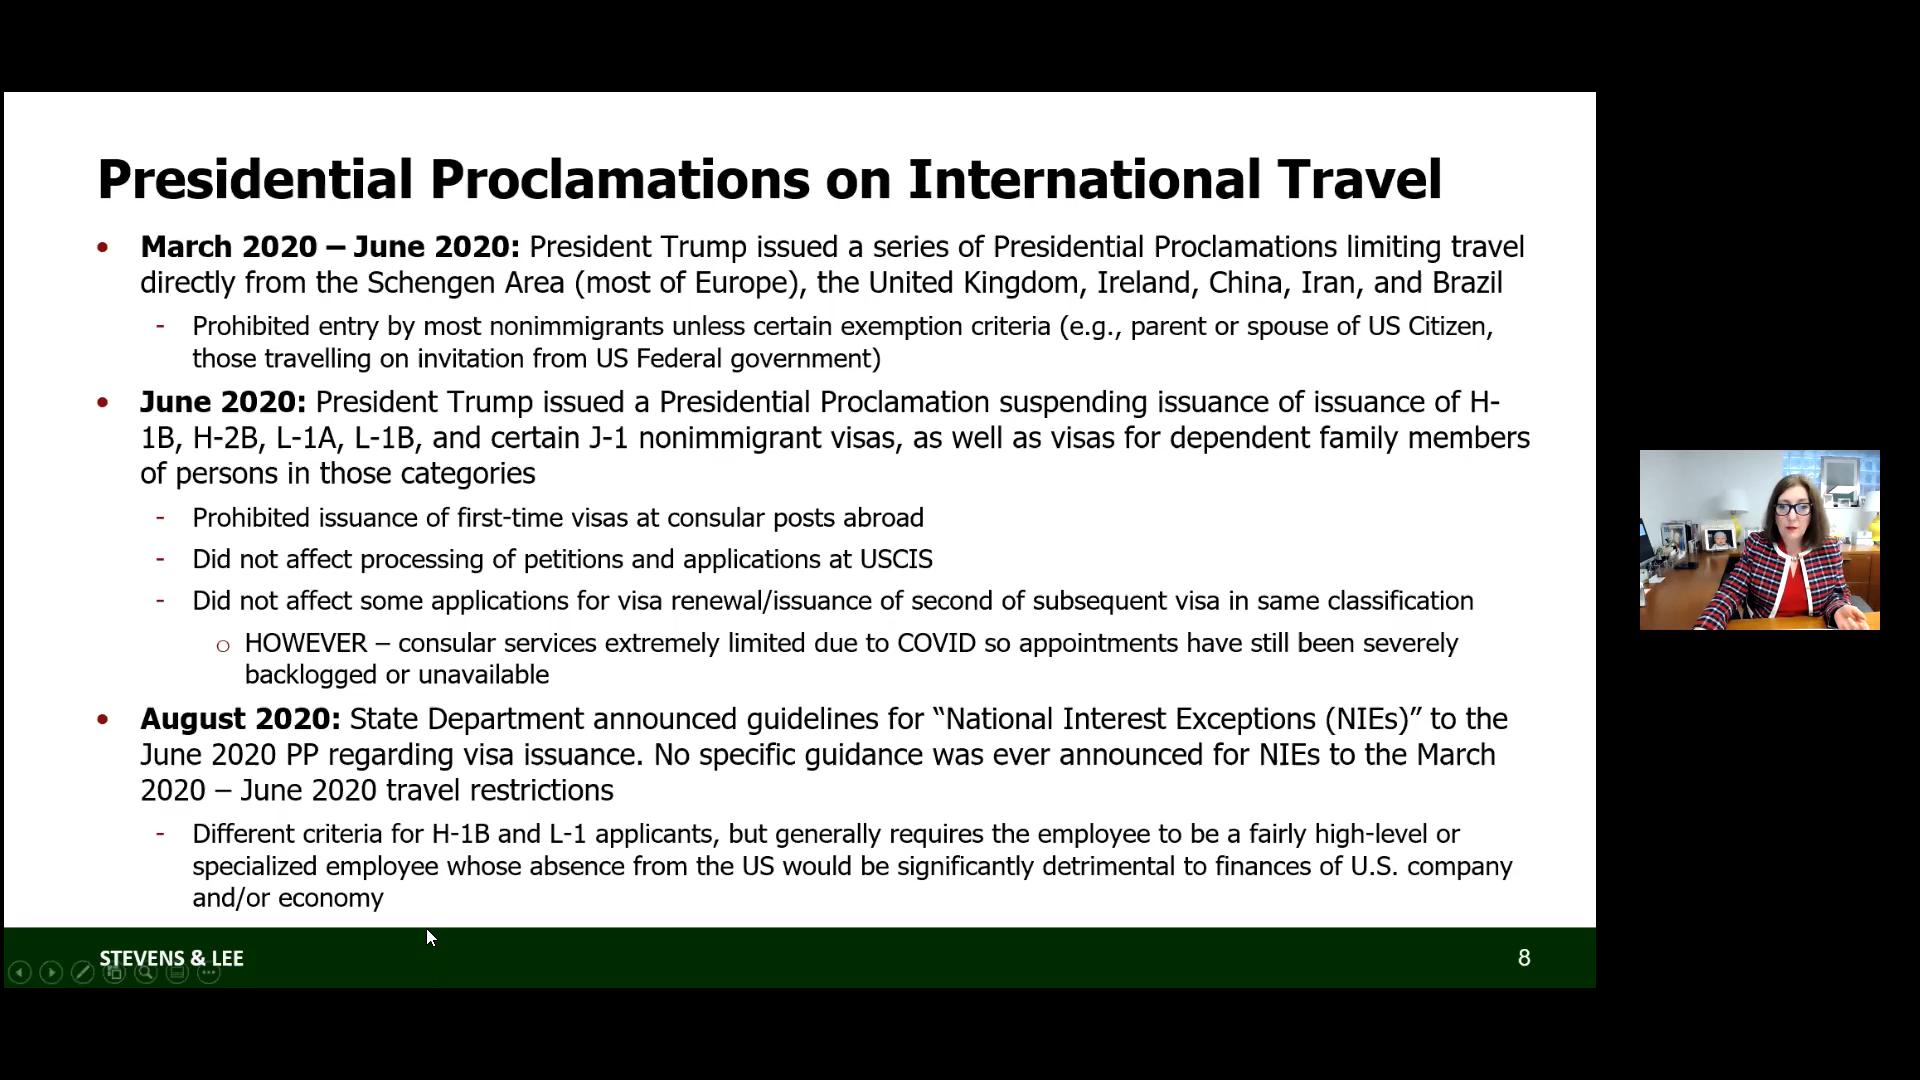 Presidential Proclamations on International Travel
• March 2020 – June 2020: President Trump issued a series of Presidential Proclamations limiting travel
directly from the Schengen Area (most of Europe), the United Kingdom, Ireland, China, Iran, and Brazil
- Prohibited entry by most nonimmigrants unless certain exemption criteria (e.g., parent or spouse of US Citizen,
those travelling on invitation from US Federal government)
• June 2020: President Trump issued a Presidential Proclamation suspending issuance of issuance of H-
1B, H-2B, L-1A, L-1B, and certain J-1 nonimmigrant visas, as well as visas for dependent family members
of persons in those categories
- Prohibited issuance of first-time visas at consular posts abroad
- Did not affect processing of petitions and applications at USCIS
- Did not affect some applications for visa renewal/issuance of second of subsequent visa in same classification
o HOWEVER – consular services extremely limited due to COVID so appointments have still been severely
backlogged or unavailable
• August 2020: State Department announced guidelines for “National Interest Exceptions (NIEs)” to the
June 2020 PP regarding visa issuance. No specific guidance was ever announced for NIEs to the March
2020 – June 2020 travel restrictions
- Different criteria for H-1B and L-1 applicants, but generally requires the employee to be a fairly high-level or
specialized employee whose absence from the US would be significantly detrimental to finances of U.S. company
and/or economy
STEVENS & LEE
8